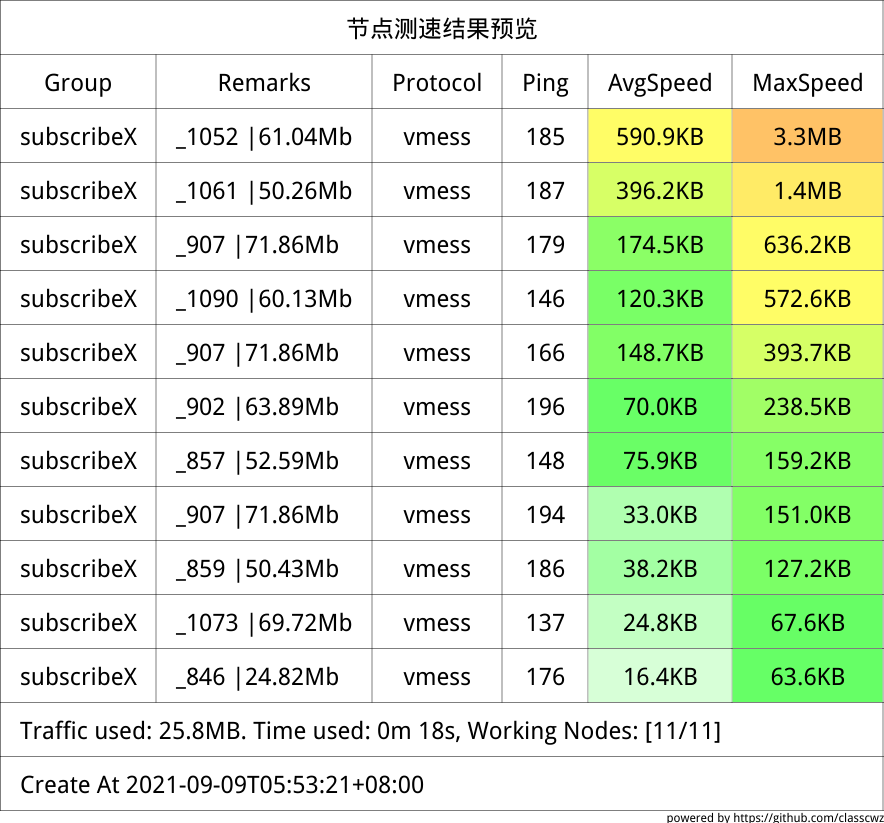 节点测速结果预览
Group Remarks Protocol Ping AvgSpeed MaxSpeed
subscribeX _1052 |61.04Mb vmess 185 590.9KB 3.3MB
subscribeX _1061 |50.26Mb vmess 187 396.2KB 1.4MB
subscribeX _907 |71.86Mb vmess 179 174.5KB 636.2KB
subscribeX _1090 |60.13Mb vmess 146 120.3KB 572.6KB
subscribeX _907 |71.86Mb vmess 166 148.7KB 393.7KB
subscribeX _902 |63.89Mb vmess 196 70.0KB 238.5KB
subscribeX _857 |52.59Mb vmess 148 75.9KB 159.2KB
subscribeX _907 |71.86Mb vmess 194 33.0KB 151.0KB
subscribeX _859 |50.43Mb vmess 186 38.2KB 127.2KB
subscribeX _1073 |69.72Mb vmess 137 24.8KB 67.6KB
subscribeX _846 |24.82Mb vmess 176 16.4KB 63.6KB
Traffic used: 25.8MB. Time used: 0m 18s, Working Nodes: [11/11]
Create At 2021-09-09T05:53:21+08:00
powered by https://github.com/classcwz